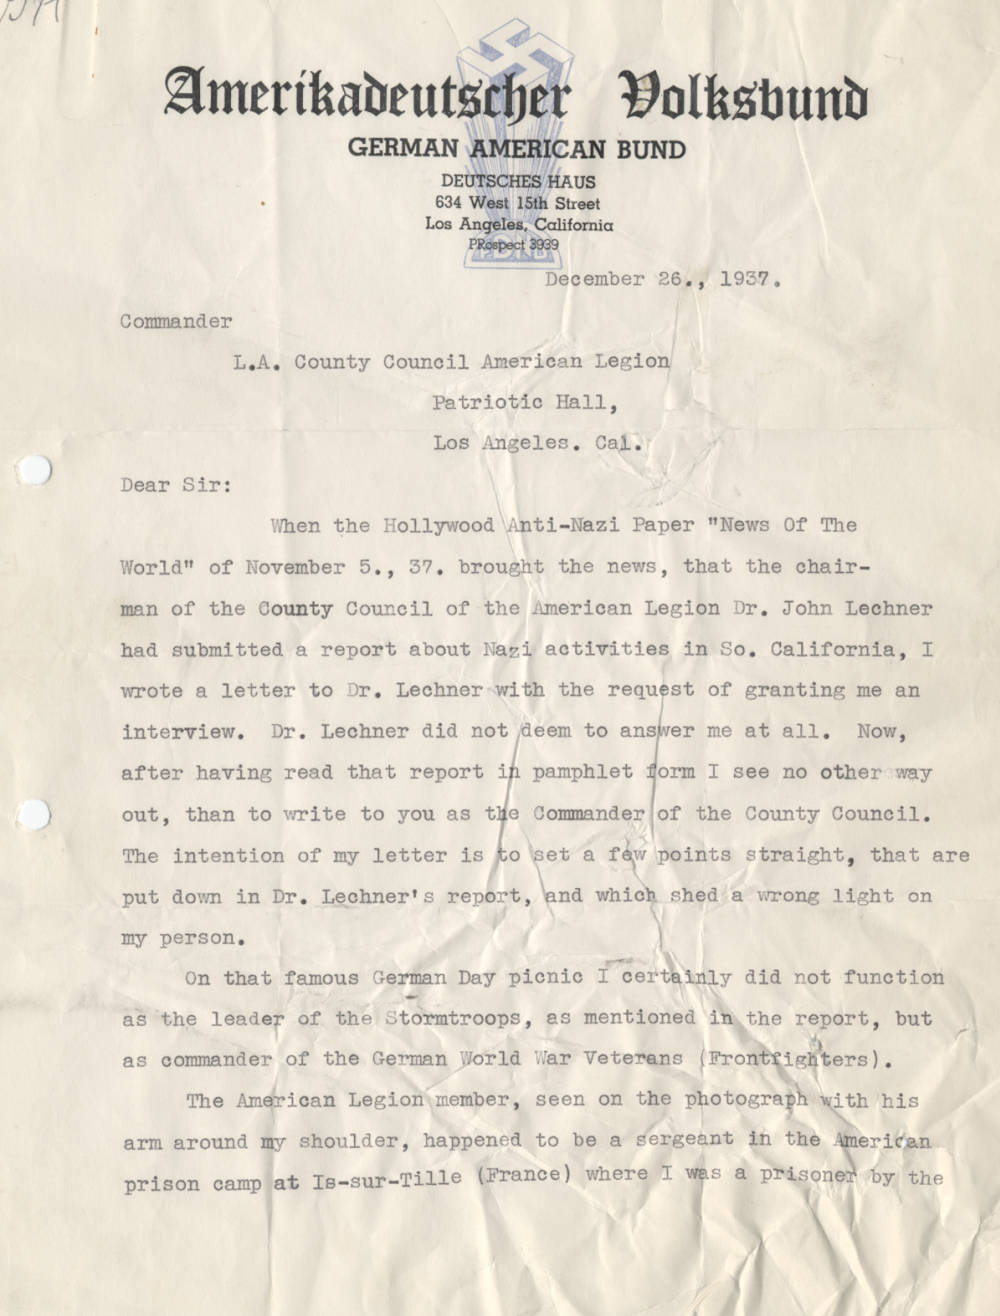 Amerikadeutscher Volksbund
GERMAN AMERICAN BUND
DEUTSCHES HAUS
634 West 15th Street
Los Angeles, California
PRospect 3939
December 26., 1937.
Commander
L.A. County Council American Legion
Patriotic Hall,
Los Angeles. Cal.
Dear Sir:
When the Hollywood Anti-Nazi Paper "News Of The
World" of November 5., 37. brought the news, that the chair-
man of the County Council of the American Legion Dr. John Lechner
had submitted a report about Nazi activities in So. California, I
wrote a letter to Dr. Lechner with the request of granting me an
interview. Dr. Lechner did not deem to answer me at all. Now,
after having read that report in pamphlet form I see no other way
out, than to write to you as the Commander of the County Council.
The intention of my letter is to set a few points straight, that are
put down in Dr. Lechner's report, and which shed a wrong light on
my person.
On that famous German Day picnic I certainly did not function
as the leader of the Stormtroops, as mentioned in the report, but
as commander of the German World War Veterans (Frontfighters).
The American Legion member, seen on the photograph with his
arm around my shoulder, happened to be a sergeant in the American
prison camp at Is-sur-Tille (France) where I was a prisoner by the